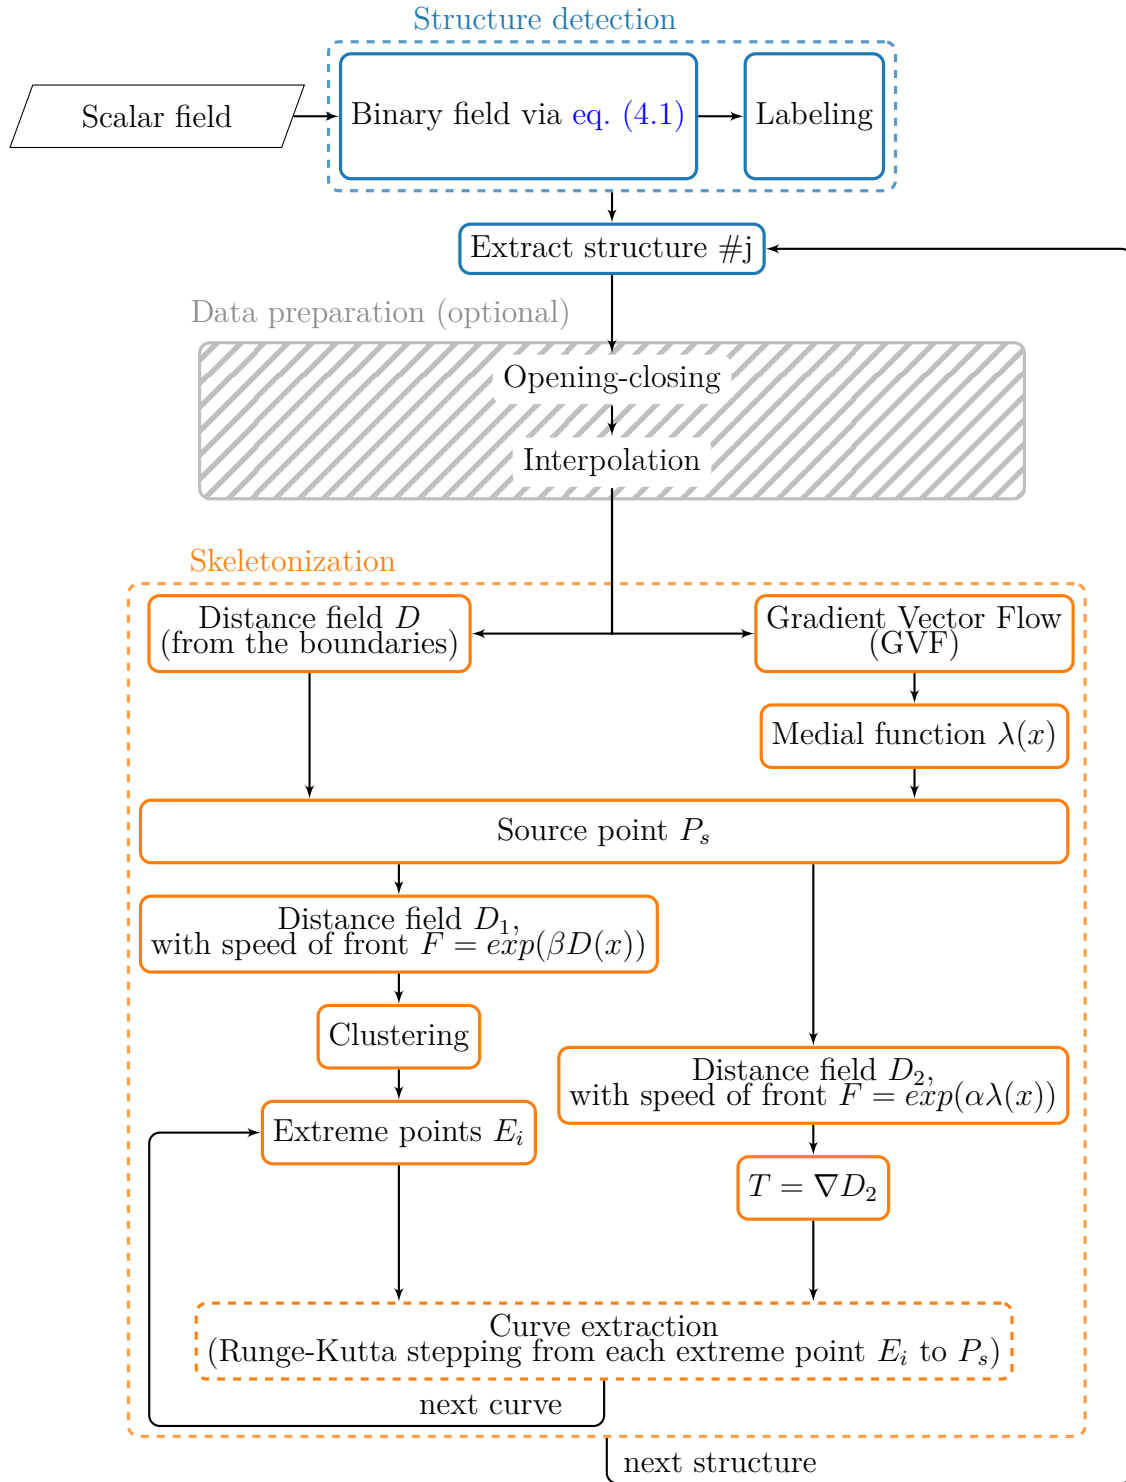 Structure detection
Scalar field
Binary field via eq. (4.1)
Labeling
Extract structure #j
Data preparation (optional)
Opening-closing
Interpolation
Skeletonization
Distance field D
(from the boundaries)
Gradient Vector Flow
(GVF)
Medial function λ(x)
Source point Pₛ
Distance field D₁,
with speed of front F = exp(βD(x))
Clustering
Distance field D₂,
with speed of front F = exp(αλ(x))
Extreme points Eᵢ
T = ∇D₂
Curve extraction
(Runge-Kutta stepping from each extreme point Eᵢ to Pₛ)
next curve
next structure